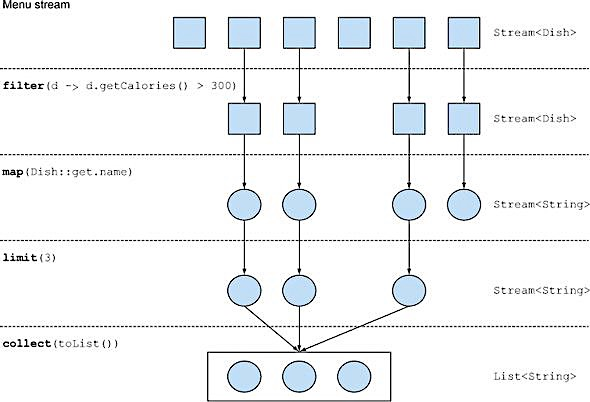 Menu stream
Stream<Dish>
filter(d -> d.getCalories() > 300)
Stream<Dish>
map(Dish::get.name)
Stream<String>
limit(3)
Stream<String>
collect(toList())
List<String>